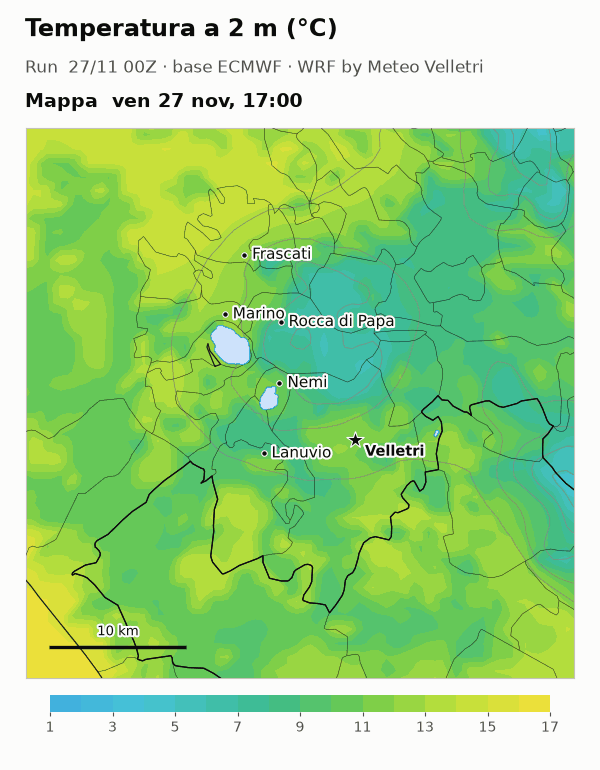 Temperatura a 2 m (°C)
Run  27/11 00Z · base ECMWF · WRF by Meteo Velletri
Mappa  ven 27 nov, 17:00
Frascati
Marino
Rocca di Papa
Nemi
Velletri
Lanuvio
10 km
1 3 5 7 9 11 13 15 17